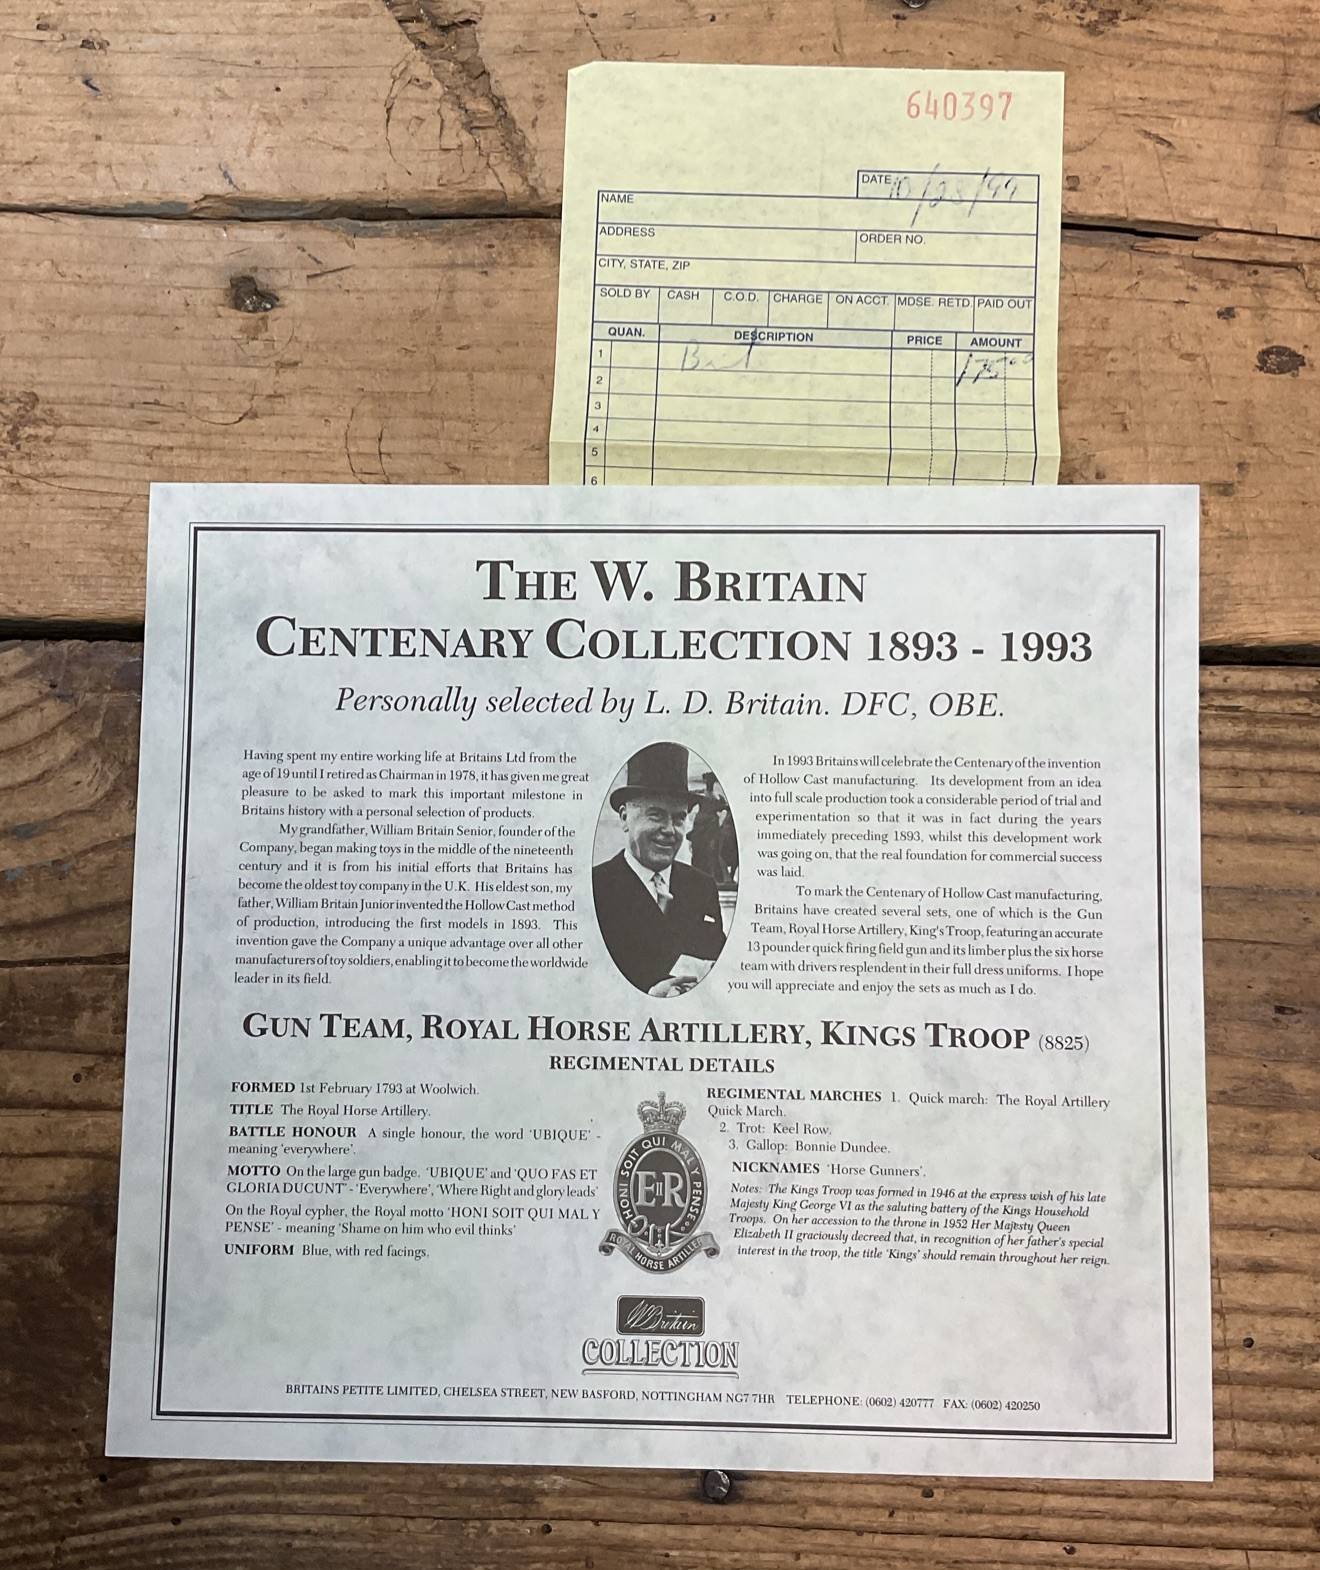 640397
DATE 10/25/99
NAME
ADDRESS
ORDER NO.
CITY, STATE, ZIP
SOLD BY CASH C.O.D. CHARGE ON ACCT. MDSE. RETD. PAID OUT
QUAN. DESCRIPTION PRICE AMOUNT
1 175.00
2
3
4
5
6
THE W. BRITAIN
CENTENARY COLLECTION 1893 - 1993
Personally selected by L. D. Britain. DFC, OBE.
Having spent my entire working life at Britains Ltd from the
age of 19 until I retired as Chairman in 1978, it has given me great
pleasure to be asked to mark this important milestone in
Britains history with a personal selection of products.
My grandfather, William Britain Senior, founder of the
Company, began making toys in the middle of the nineteenth
century and it is from his initial efforts that Britains has
become the oldest toy company in the U.K. His eldest son, my
father, William Britain Junior invented the Hollow Cast method
of production, introducing the first models in 1893. This
invention gave the Company a unique advantage over all other
manufacturers of toy soldiers, enabling it to become the worldwide
leader in its field.
In 1993 Britains will celebrate the Centenary of the invention
of Hollow Cast manufacturing. Its development from an idea
into full scale production took a considerable period of trial and
experimentation so that it was in fact during the years
immediately preceding 1893, whilst this development work
was going on, that the real foundation for commercial success
was laid.
To mark the Centenary of Hollow Cast manufacturing,
Britains have created several sets, one of which is the Gun
Team, Royal Horse Artillery, King's Troop, featuring an accurate
13 pounder quick firing field gun and its limber plus the six horse
team with drivers resplendent in their full dress uniforms. I hope
you will appreciate and enjoy the sets as much as I do.
GUN TEAM, ROYAL HORSE ARTILLERY, KINGS TROOP (8825)
REGIMENTAL DETAILS
FORMED 1st February 1793 at Woolwich.
TITLE The Royal Horse Artillery.
BATTLE HONOUR A single honour, the word 'UBIQUE' -
meaning 'everywhere'.
MOTTO On the large gun badge. 'UBIQUE' and 'QUO FAS ET
GLORIA DUCUNT' - 'Everywhere', 'Where Right and glory leads'
On the Royal cypher, the Royal motto 'HONI SOIT QUI MAL Y
PENSE' - meaning 'Shame on him who evil thinks'
UNIFORM Blue, with red facings.
HONI SOIT QUI MAL Y PENSE
EIIR
ROYAL HORSE ARTILLERY
REGIMENTAL MARCHES 1. Quick march: The Royal Artillery
Quick March.
2. Trot: Keel Row.
3. Gallop: Bonnie Dundee.
NICKNAMES 'Horse Gunners'.
Notes: The Kings Troop was formed in 1946 at the express wish of his late
Majesty King George VI as the saluting battery of the Kings Household
Troops. On her accession to the throne in 1952 Her Majesty Queen
Elizabeth II graciously decreed that, in recognition of her father's special
interest in the troop, the title 'Kings' should remain throughout her reign.
WBritain
COLLECTION
BRITAINS PETITE LIMITED, CHELSEA STREET, NEW BASFORD, NOTTINGHAM NG7 7HR TELEPHONE: (0602) 420777 FAX: (0602) 420250